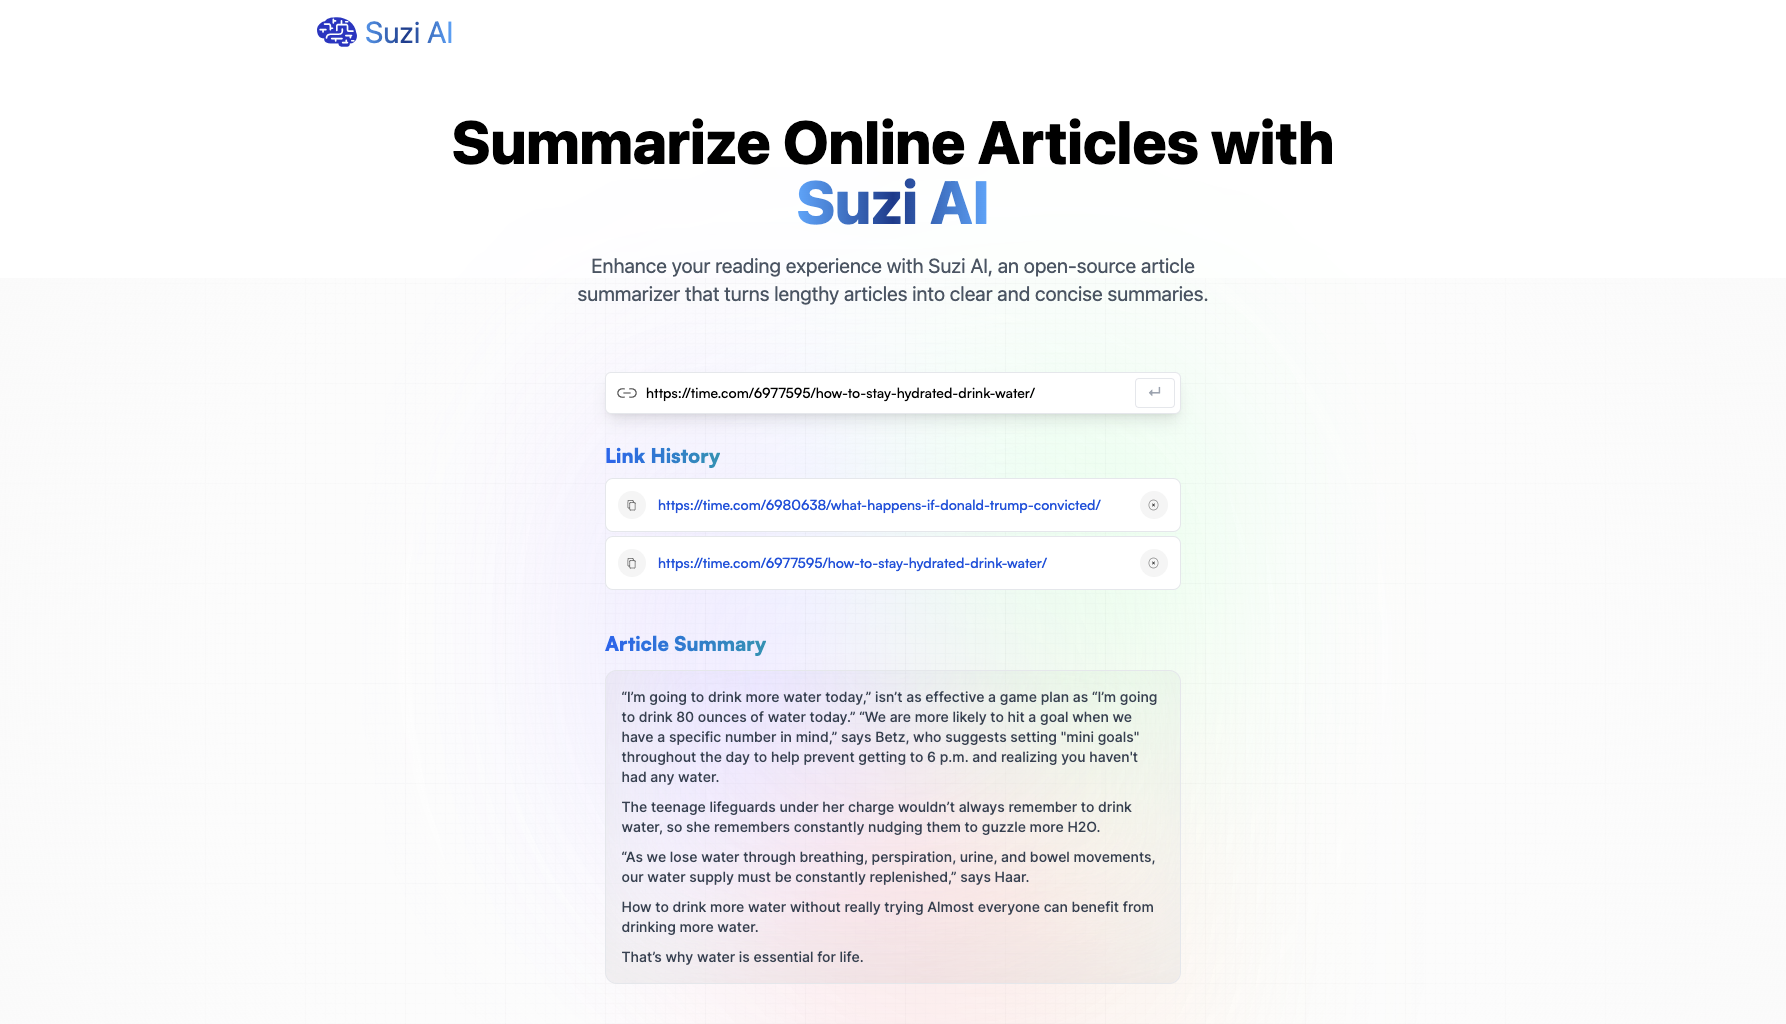 Suzi AI
Summarize Online Articles with
Suzi AI
Enhance your reading experience with Suzi AI, an open-source article
summarizer that turns lengthy articles into clear and concise summaries.
https://time.com/6977595/how-to-stay-hydrated-drink-water/
Link History
https://time.com/6980638/what-happens-if-donald-trump-convicted/
https://time.com/6977595/how-to-stay-hydrated-drink-water/
Article Summary
“I’m going to drink more water today,” isn’t as effective a game plan as “I’m going
to drink 80 ounces of water today.” “We are more likely to hit a goal when we
have a specific number in mind,” says Betz, who suggests setting "mini goals"
throughout the day to help prevent getting to 6 p.m. and realizing you haven't
had any water.
The teenage lifeguards under her charge wouldn’t always remember to drink
water, so she remembers constantly nudging them to guzzle more H2O.
“As we lose water through breathing, perspiration, urine, and bowel movements,
our water supply must be constantly replenished,” says Haar.
How to drink more water without really trying Almost everyone can benefit from
drinking more water.
That’s why water is essential for life.